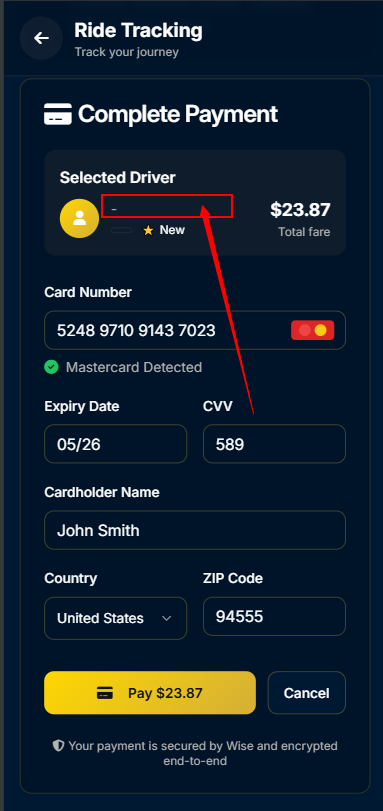 Ride Tracking
Track your journey
Complete Payment
Selected Driver
-
$23.87
New
Total fare
Card Number
5248 9710 9143 7023
Mastercard Detected
Expiry Date
CVV
05/26
589
Cardholder Name
John Smith
Country
ZIP Code
United States
94555
Pay $23.87
Cancel
Your payment is secured by Wise and encrypted
end-to-end